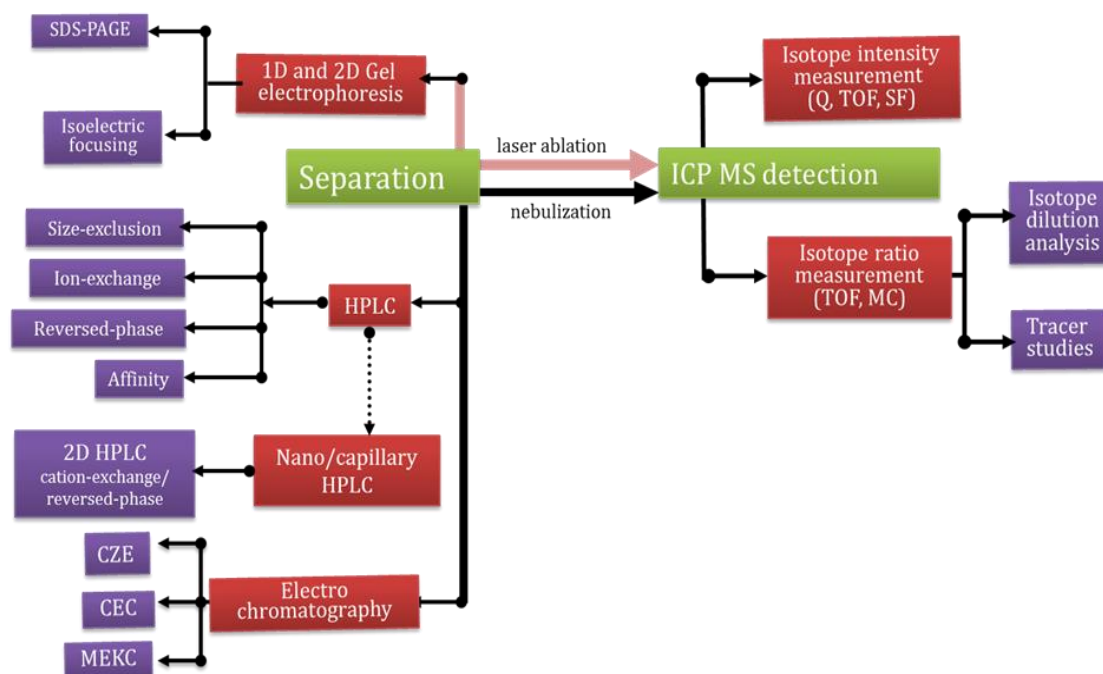 SDS-PAGE
Isoelectric
focusing
1D and 2D Gel
electrophoresis
Separation
laser ablation
nebulization
ICP MS detection
Isotope intensity
measurement
(Q, TOF, SF)
Isotope ratio
measurement
(TOF, MC)
Isotope
dilution
analysis
Tracer
studies
Size-exclusion
Ion-exchange
Reversed-phase
Affinity
HPLC
2D HPLC
cation-exchange/
reversed-phase
Nano/capillary
HPLC
CZE
CEC
MEKC
Electro
chromatography